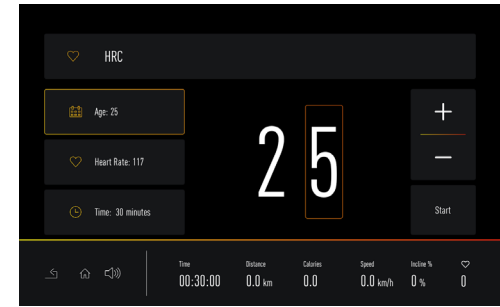 HRC
Age: 25
Heart Rate: 117
Time: 30 minutes
25
+
−
Start
Time Distance Calories Speed Incline %
00:30:00 0.0 km 0.0 0.0 km/h 0 % 0